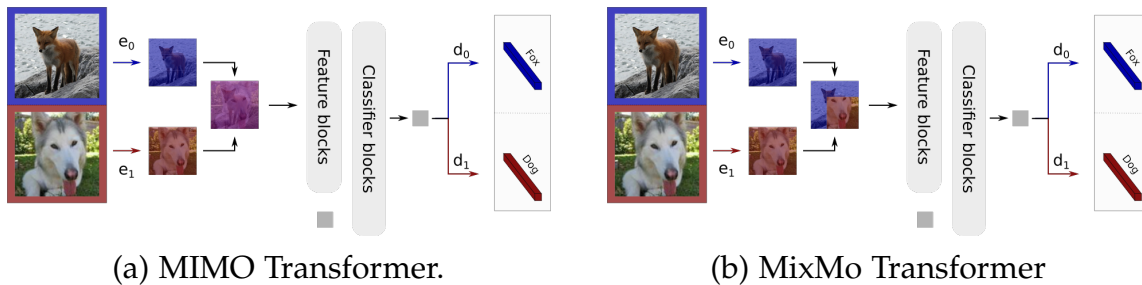 e0
e1
Feature blocks
Classifier blocks
d0
d1
Fox
Dog
(a) MIMO Transformer.
e0
e1
Feature blocks
Classifier blocks
d0
d1
Fox
Dog
(b) MixMo Transformer